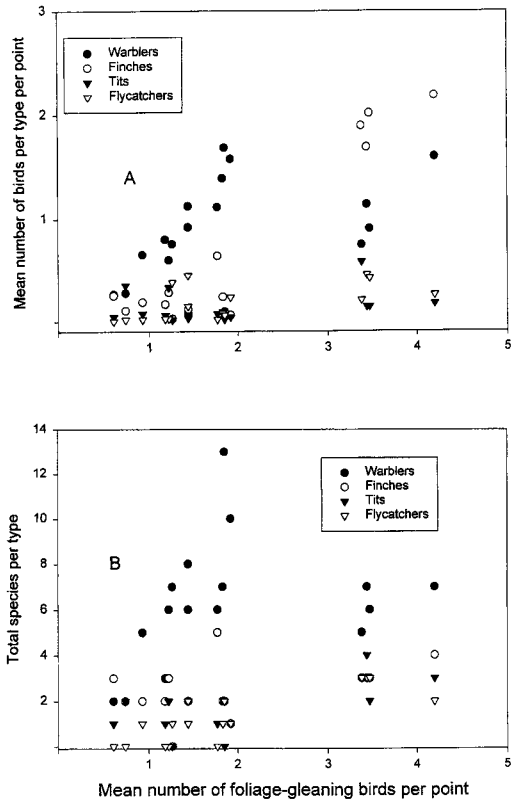 3
Warblers
Finches
Tits
Flycatchers
2
A
1
1 2 3 4 5
Mean number of birds per type per point
14
12
Warblers
Finches
Tits
Flycatchers
10
B
8
6
4
2
1 2 3 4 5
Total species per type
Mean number of foliage-gleaning birds per point